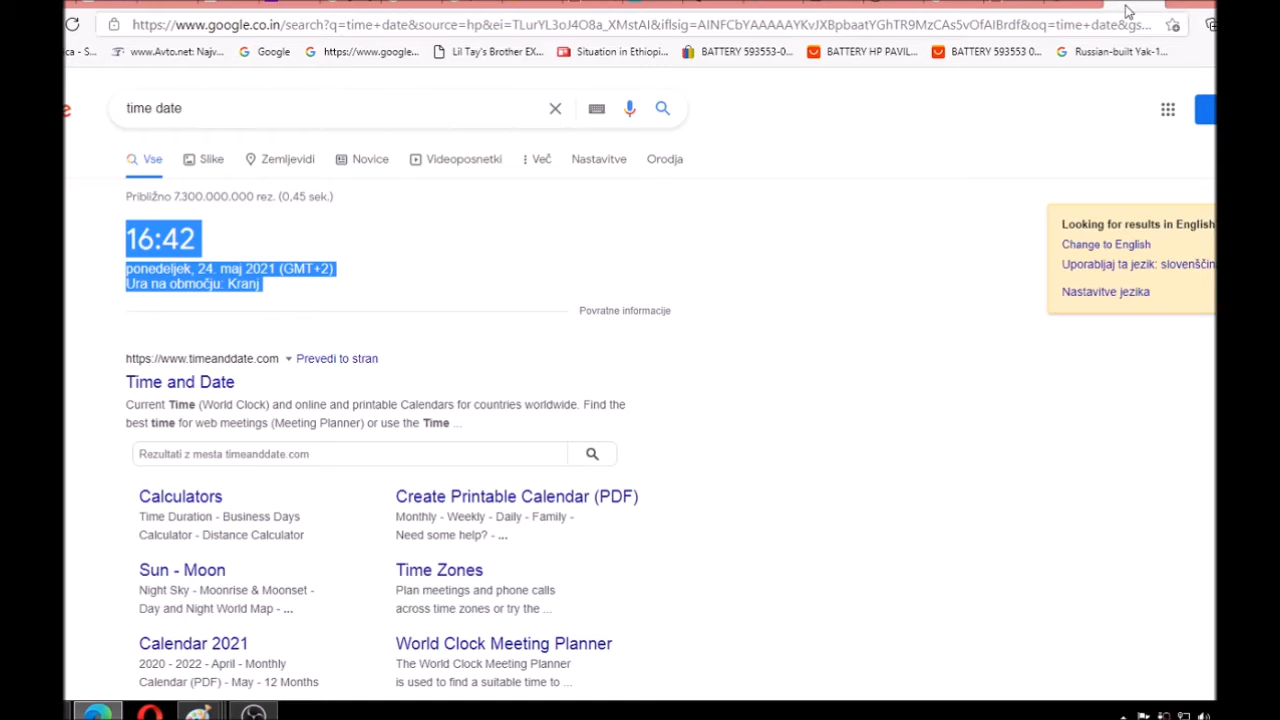 https://www.google.co.in/search?q=time+date&source=hp&ei=TLurYL3oJ4O8a_XMstAI&iflsig=AINFCbYAAAAAYKvJXBpbaatYGhTR9MzCAs5vOfAIBrdf&oq=time+date&gs...
ca - S... www.Avto.net: Najv... Google https://www.google... Lil Tay's Brother EX... Situation in Ethiopi... BATTERY 593553-0... BATTERY HP PAVIL... BATTERY 593553 0... Russian-built Yak-1...
e time date
Vse Slike Zemljevidi Novice Videoposnetki Več Nastavitve Orodja
Približno 7.300.000.000 rez. (0,45 sek.)
16:42
ponedeljek, 24. maj 2021 (GMT+2)
Ura na območju: Kranj
Looking for results in English
Change to English
Uporabljaj ta jezik: slovenščin
Nastavitve jezika
Povratne informacije
https://www.timeanddate.com Prevedi to stran
Time and Date
Current Time (World Clock) and online and printable Calendars for countries worldwide. Find the
best time for web meetings (Meeting Planner) or use the Time ...
Rezultati z mesta timeanddate.com
Calculators
Time Duration - Business Days
Calculator - Distance Calculator
Create Printable Calendar (PDF)
Monthly - Weekly - Daily - Family -
Need some help? - ...
Sun - Moon
Night Sky - Moonrise & Moonset -
Day and Night World Map - ...
Time Zones
Plan meetings and phone calls
across time zones or try the ...
Calendar 2021
2020 - 2022 - April - Monthly
Calendar (PDF) - May - 12 Months
World Clock Meeting Planner
The World Clock Meeting Planner
is used to find a suitable time to ...